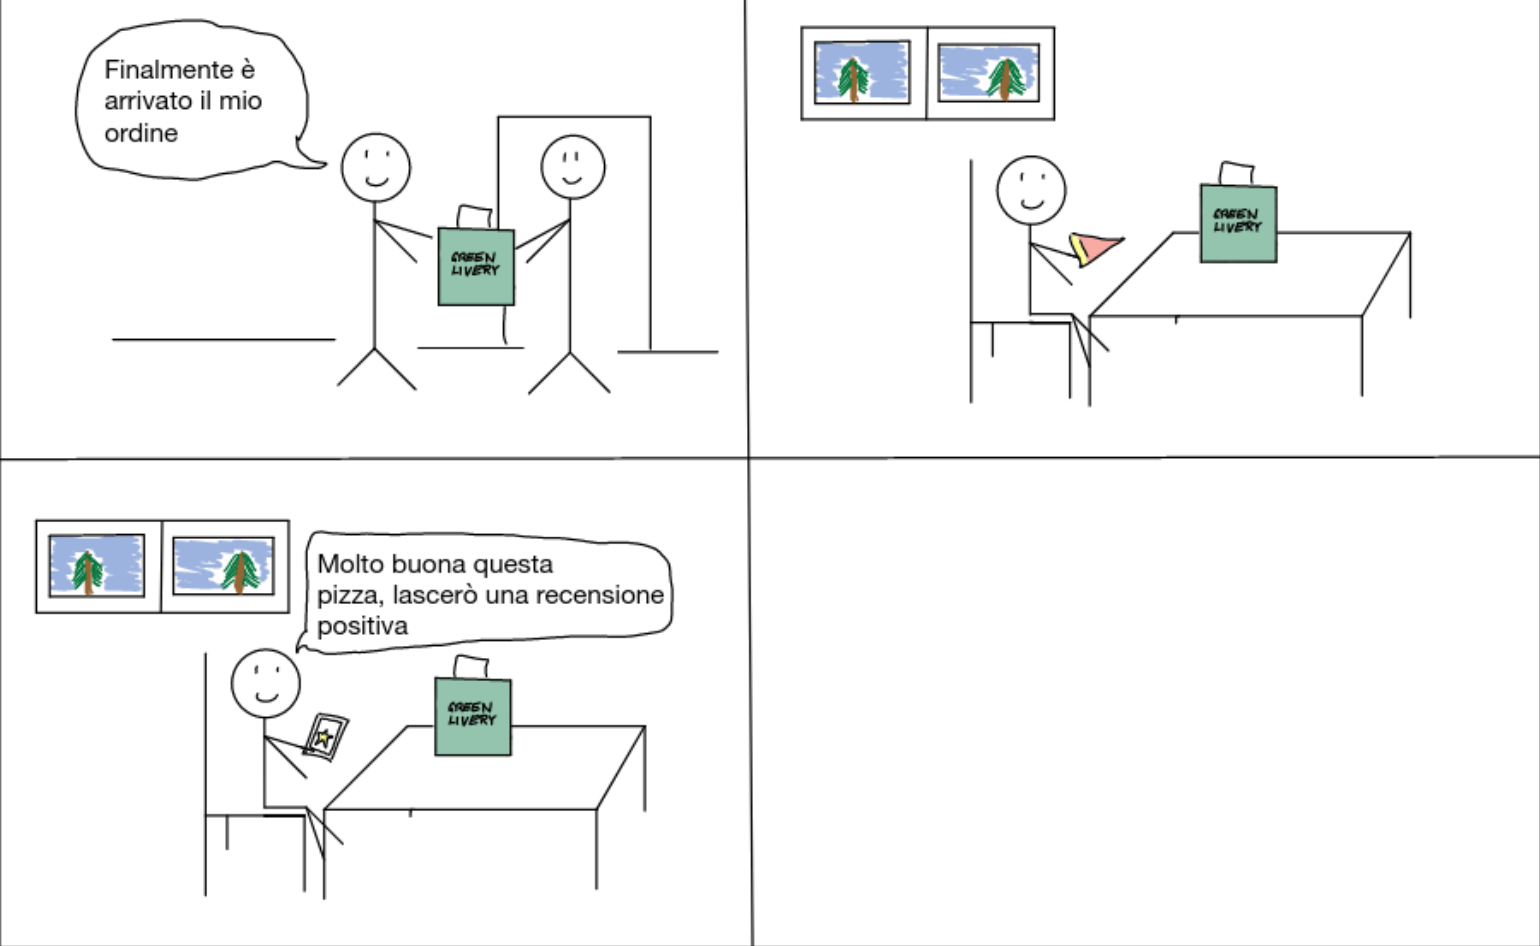 Finalmente è
arrivato il mio
ordine
GREEN
LIVERY
GREEN
LIVERY
Molto buona questa
pizza, lascerò una recensione
positiva
GREEN
LIVERY